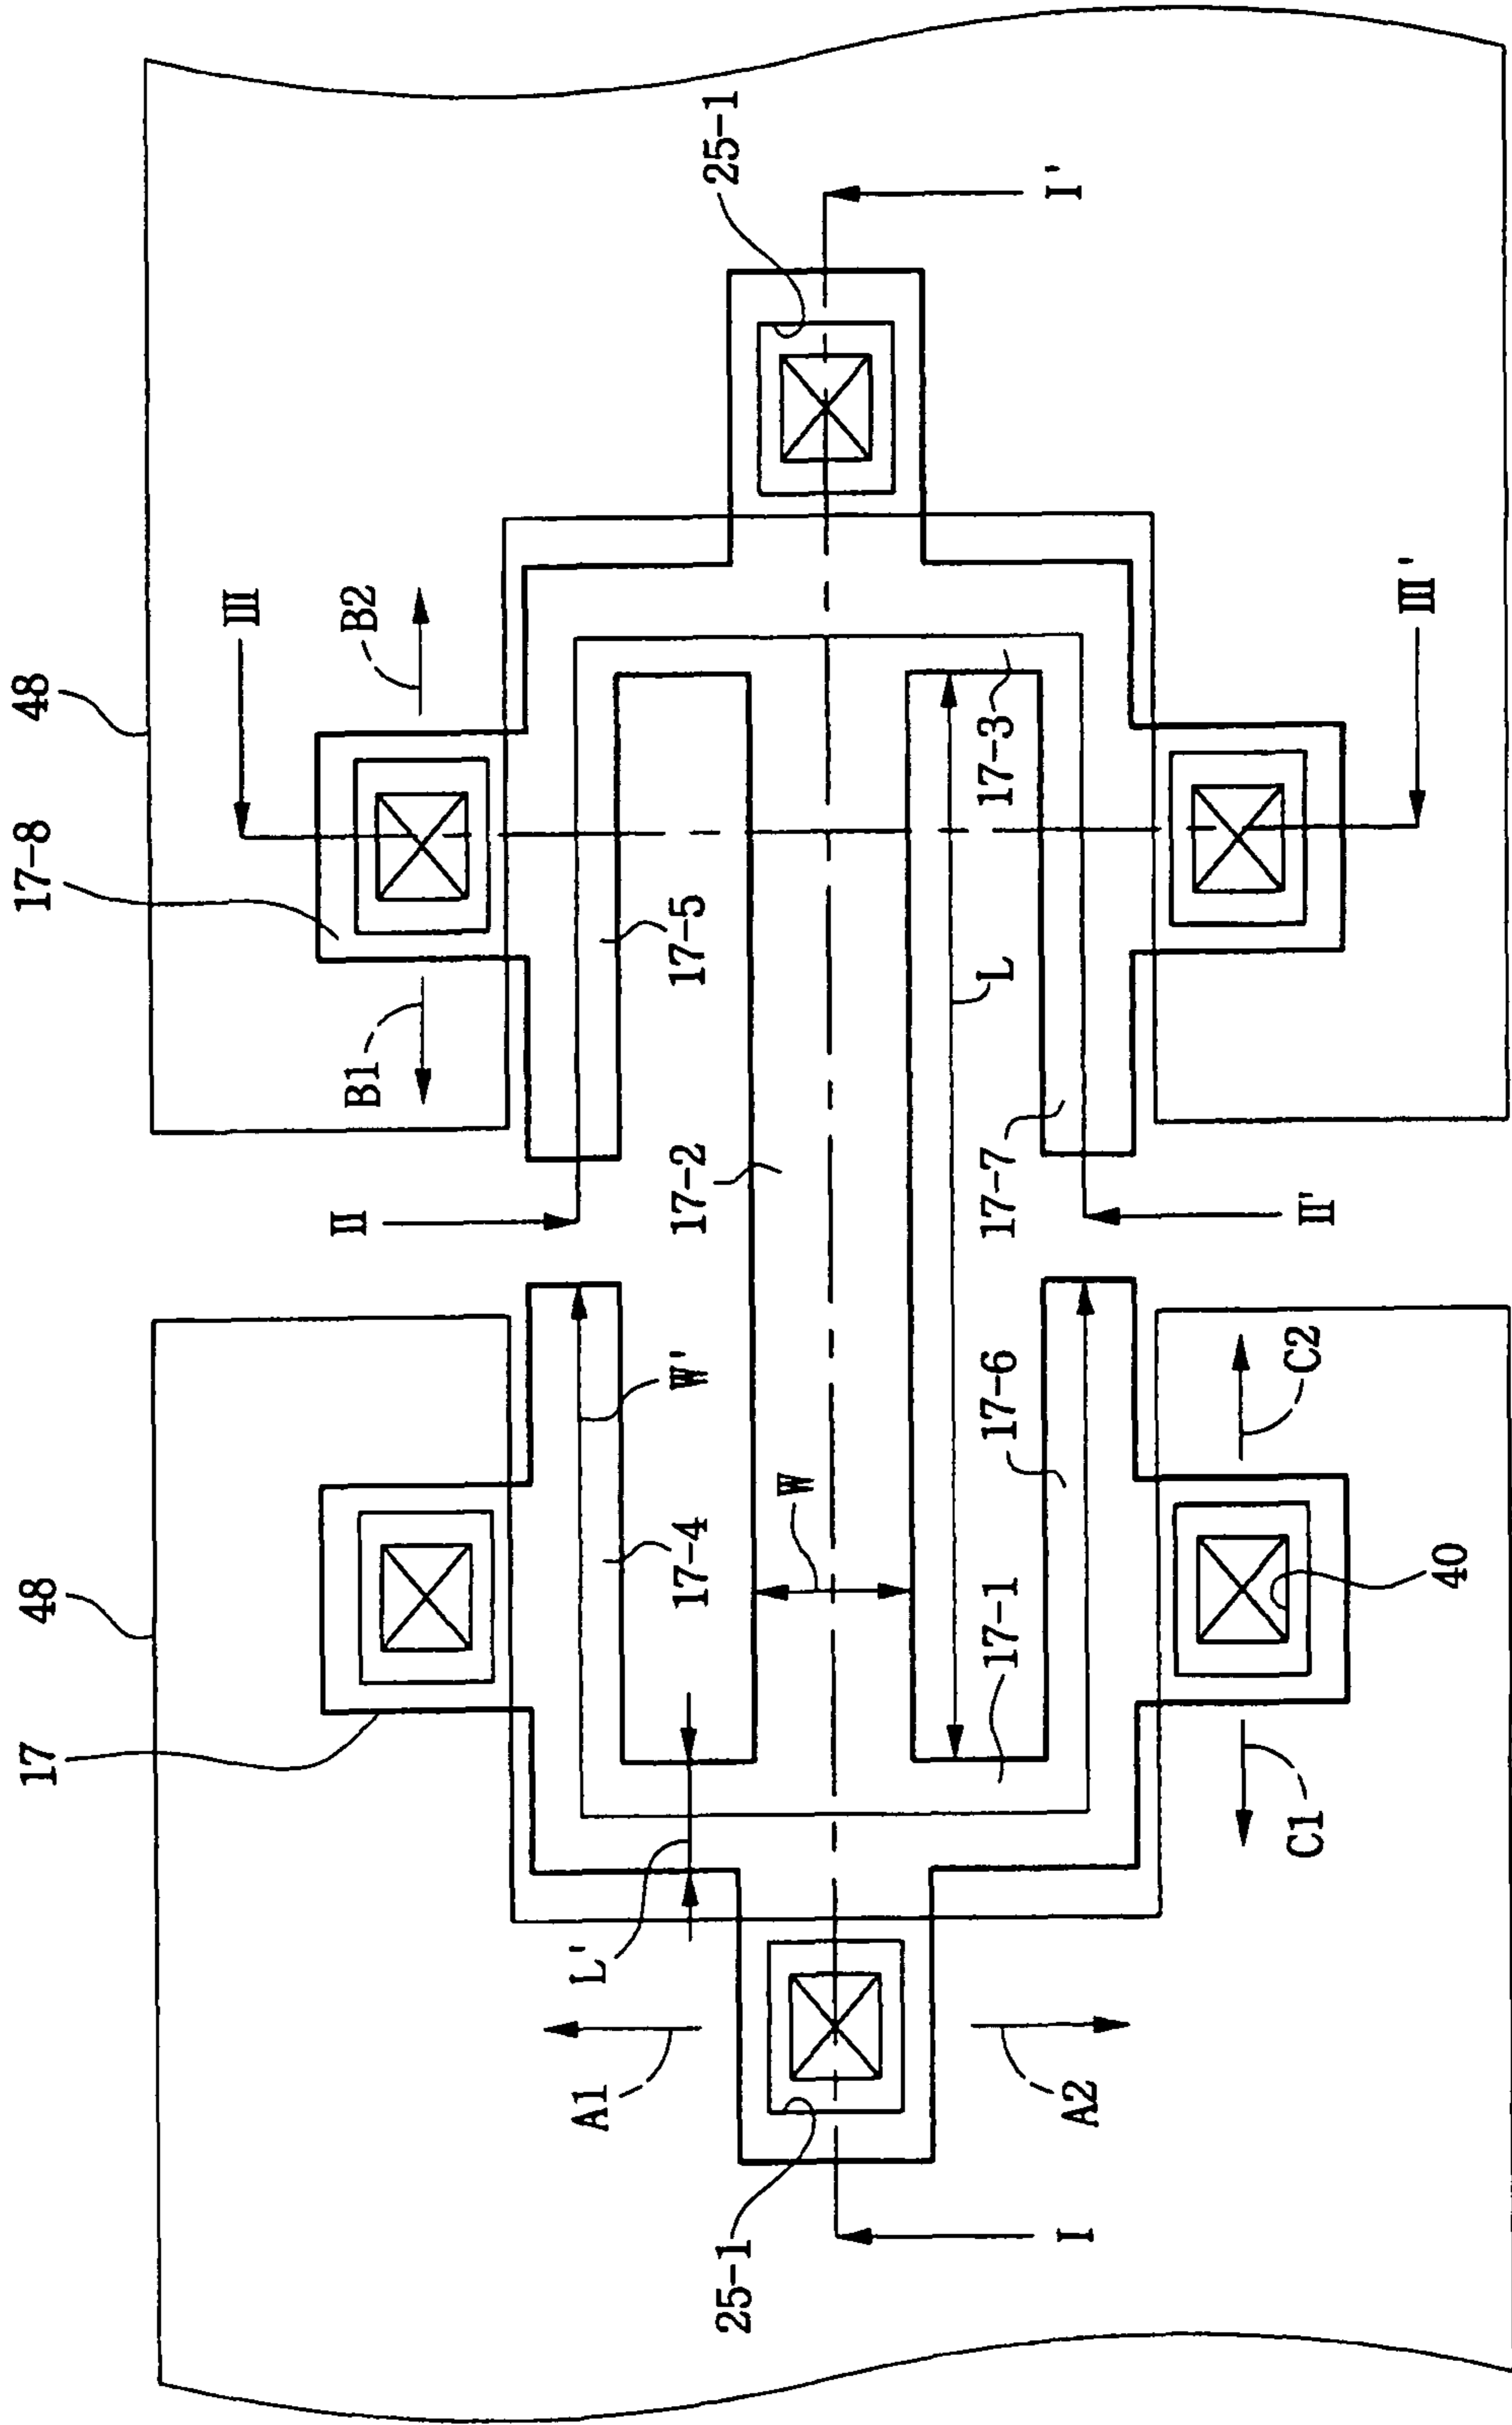 17
48
17-8
48
III
II
B1
B2
A1
L'
17-4
W'
17-2
17-5
25-1
25-1
W
17-1
17-6
17-7
L
17-3
I
A2
I'
C1
C2
II'
III'
40